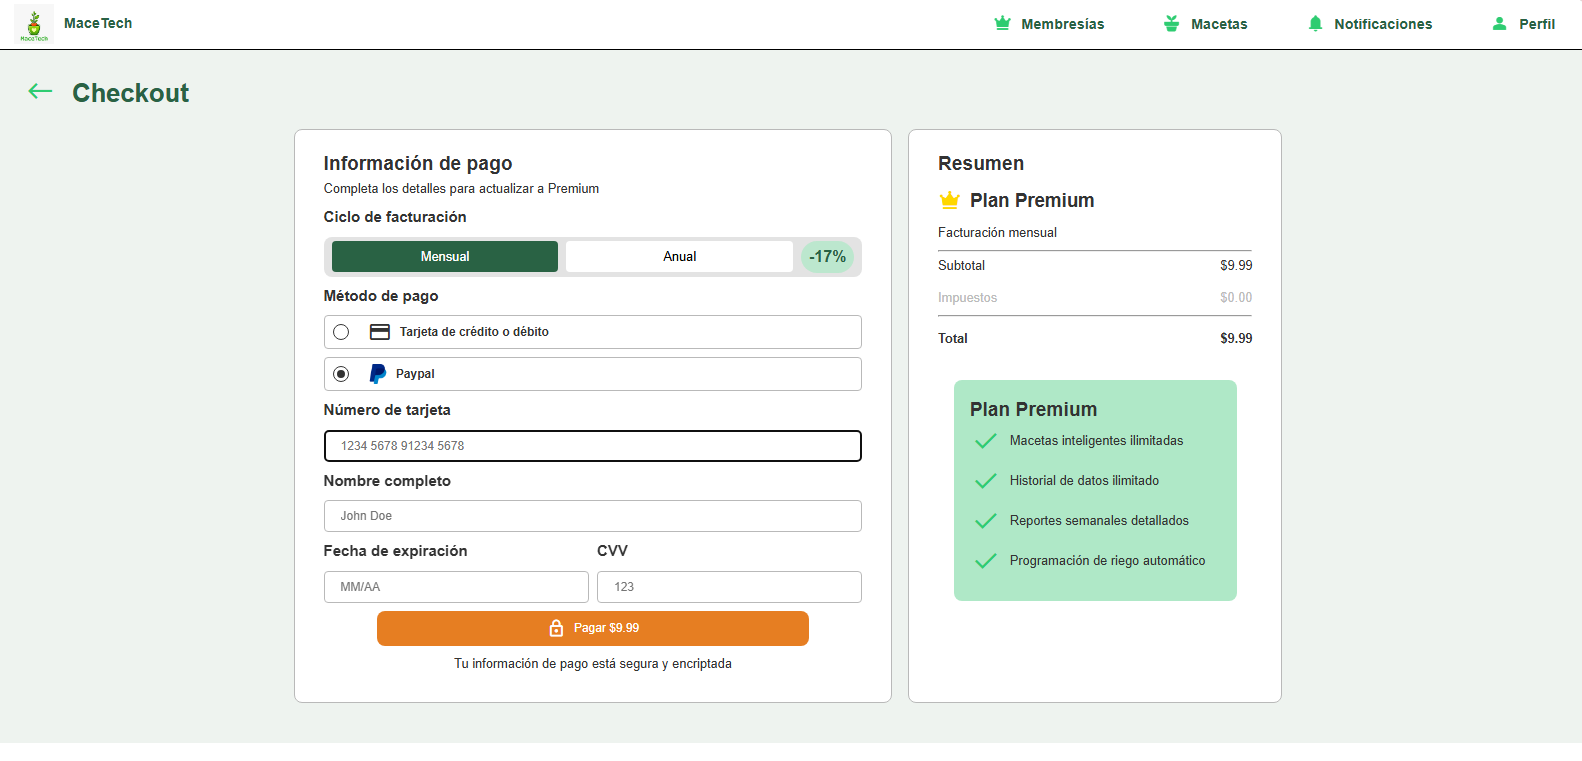 MaceTech
MaceTech
Membresías
Macetas
Notificaciones
Perfil
Checkout
Información de pago
Completa los detalles para actualizar a Premium
Ciclo de facturación
Mensual
Anual
-17%
Método de pago
Tarjeta de crédito o débito
Paypal
Número de tarjeta
1234 5678 91234 5678
Nombre completo
John Doe
Fecha de expiración
CVV
MM/AA
123
Pagar $9.99
Tu información de pago está segura y encriptada
Resumen
Plan Premium
Facturación mensual
Subtotal $9.99
Impuestos $0.00
Total $9.99
Plan Premium
Macetas inteligentes ilimitadas
Historial de datos ilimitado
Reportes semanales detallados
Programación de riego automático